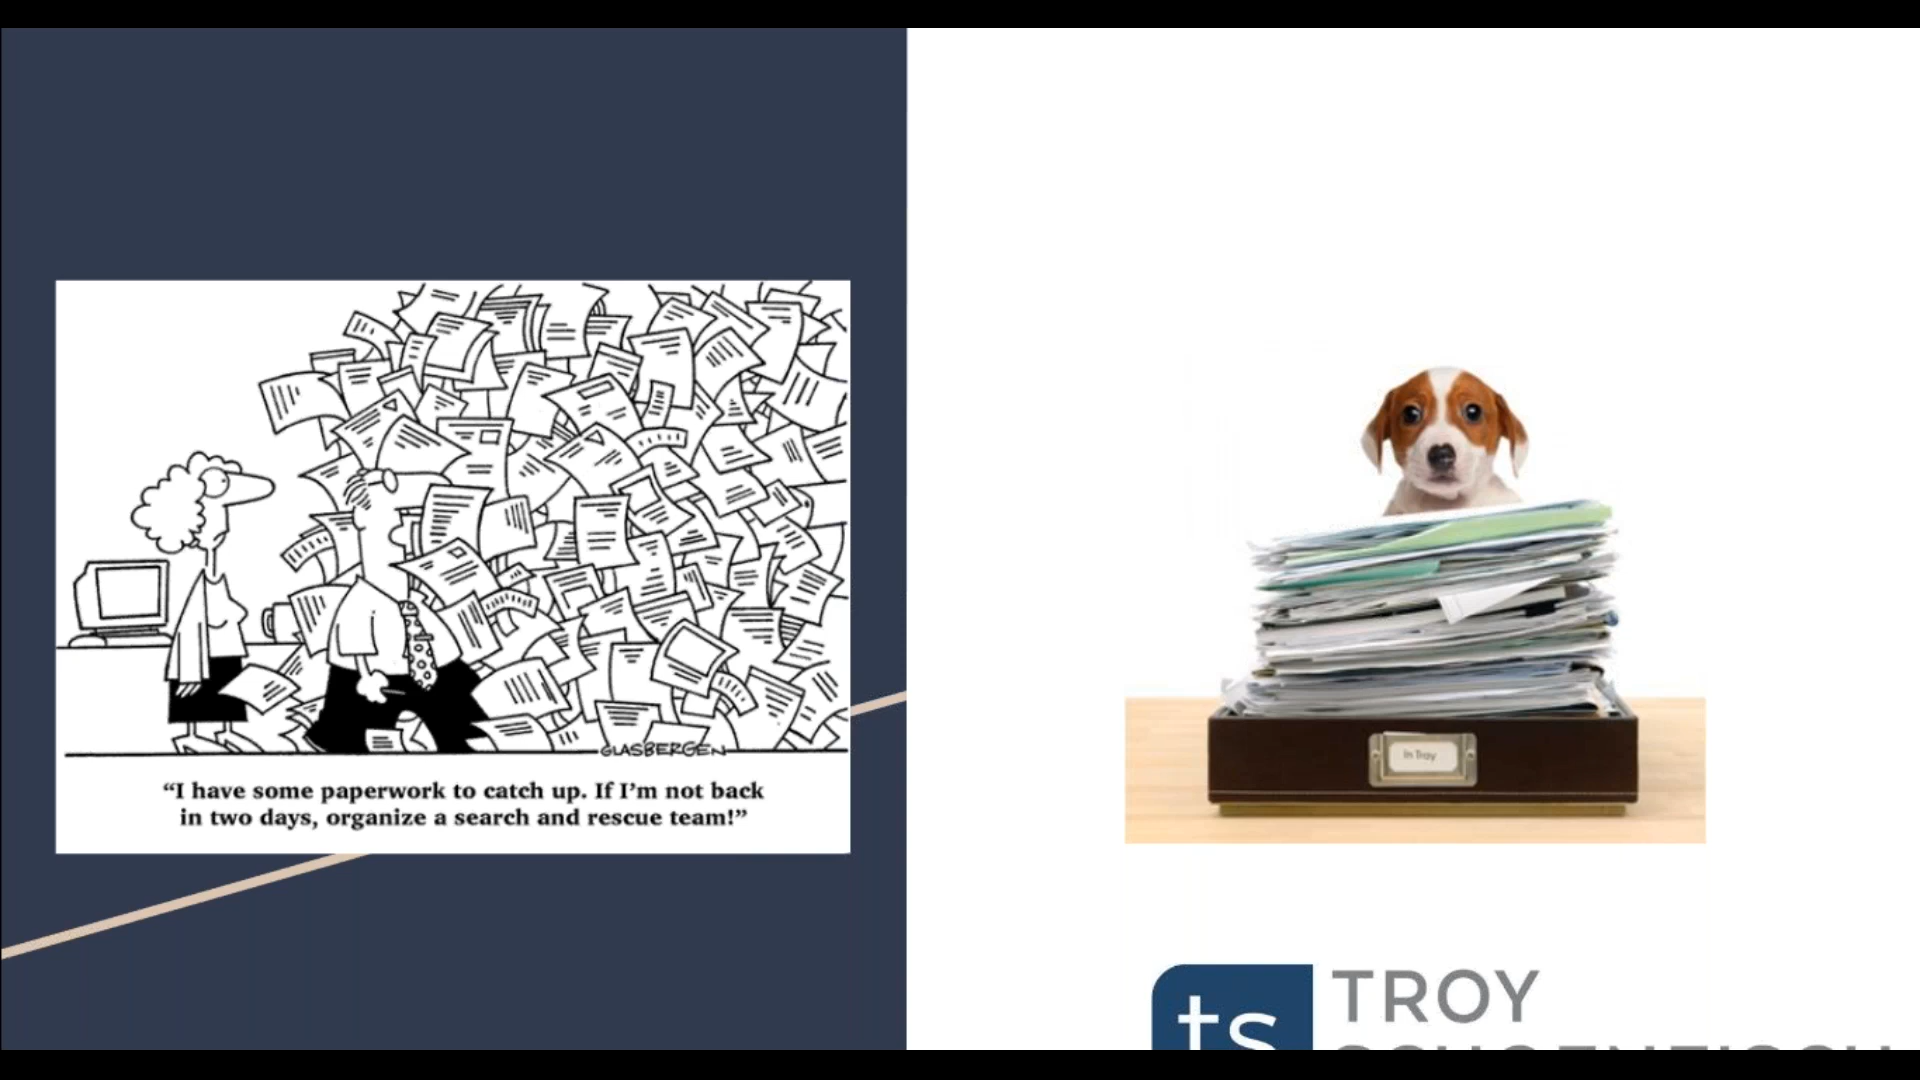 GLASBERGEN
“I have some paperwork to catch up. If I’m not back
in two days, organize a search and rescue team!”
In Tray
ts
TROY